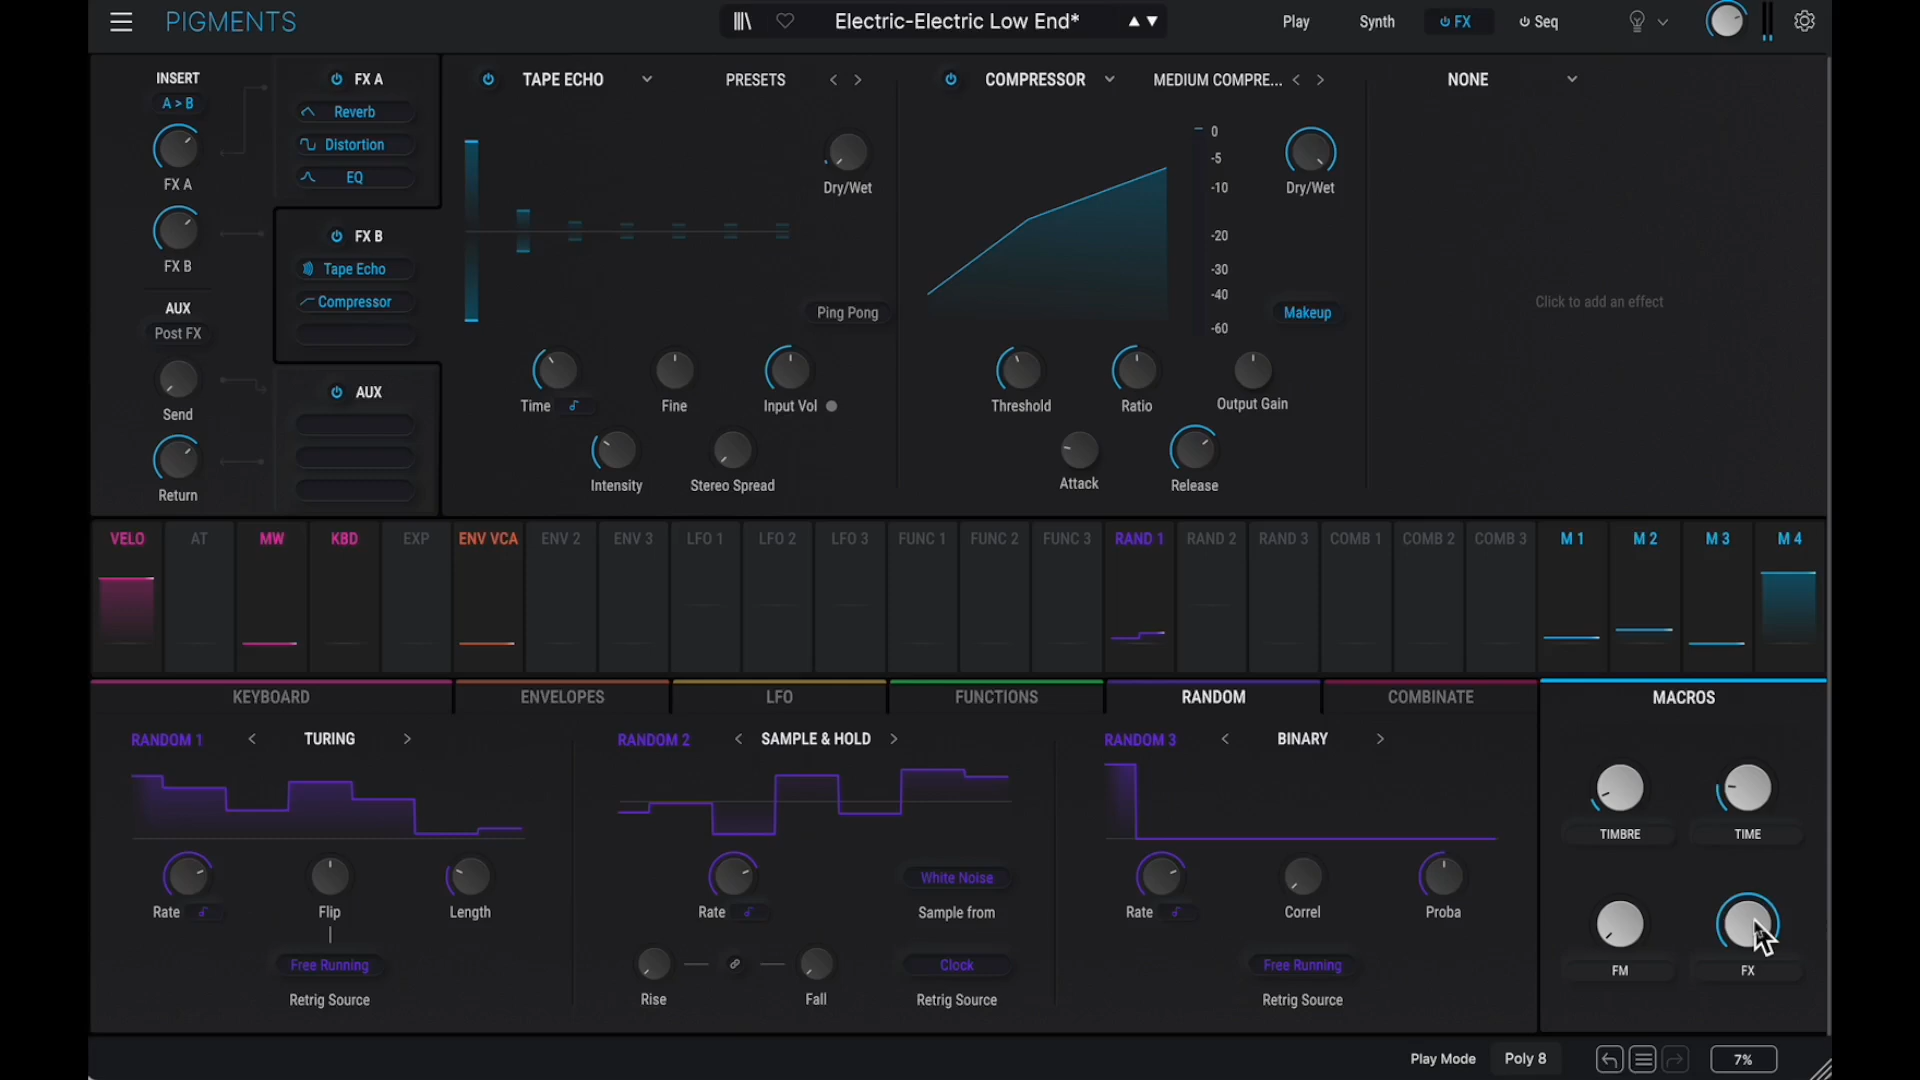 PIGMENTS
Electric-Electric Low End*
Play
Synth
FX
Seq
INSERT
A > B
FX A
FX B
AUX
Post FX
Send
Return
FX A
Reverb
Distortion
EQ
FX B
Tape Echo
Compressor
AUX
TAPE ECHO
PRESETS
Dry/Wet
Ping Pong
Time
Fine
Input Vol
Intensity
Stereo Spread
COMPRESSOR
MEDIUM COMPRE...
0
-5
-10
-20
-30
-40
-60
Dry/Wet
Makeup
Threshold
Ratio
Output Gain
Attack
Release
NONE
Click to add an effect
VELO
AT
MW
KBD
EXP
ENV VCA
ENV 2
ENV 3
LFO 1
LFO 2
LFO 3
FUNC 1
FUNC 2
FUNC 3
RAND 1
RAND 2
RAND 3
COMB 1
COMB 2
COMB 3
M 1
M 2
M 3
M 4
KEYBOARD
ENVELOPES
LFO
FUNCTIONS
RANDOM
COMBINATE
MACROS
RANDOM 1
TURING
Rate
Flip
Length
Free Running
Retrig Source
RANDOM 2
SAMPLE & HOLD
Rate
White Noise
Sample from
Rise
Fall
Clock
Retrig Source
RANDOM 3
BINARY
Rate
Correl
Proba
Free Running
Retrig Source
TIMBRE
TIME
FM
FX
Play Mode
Poly 8
7%